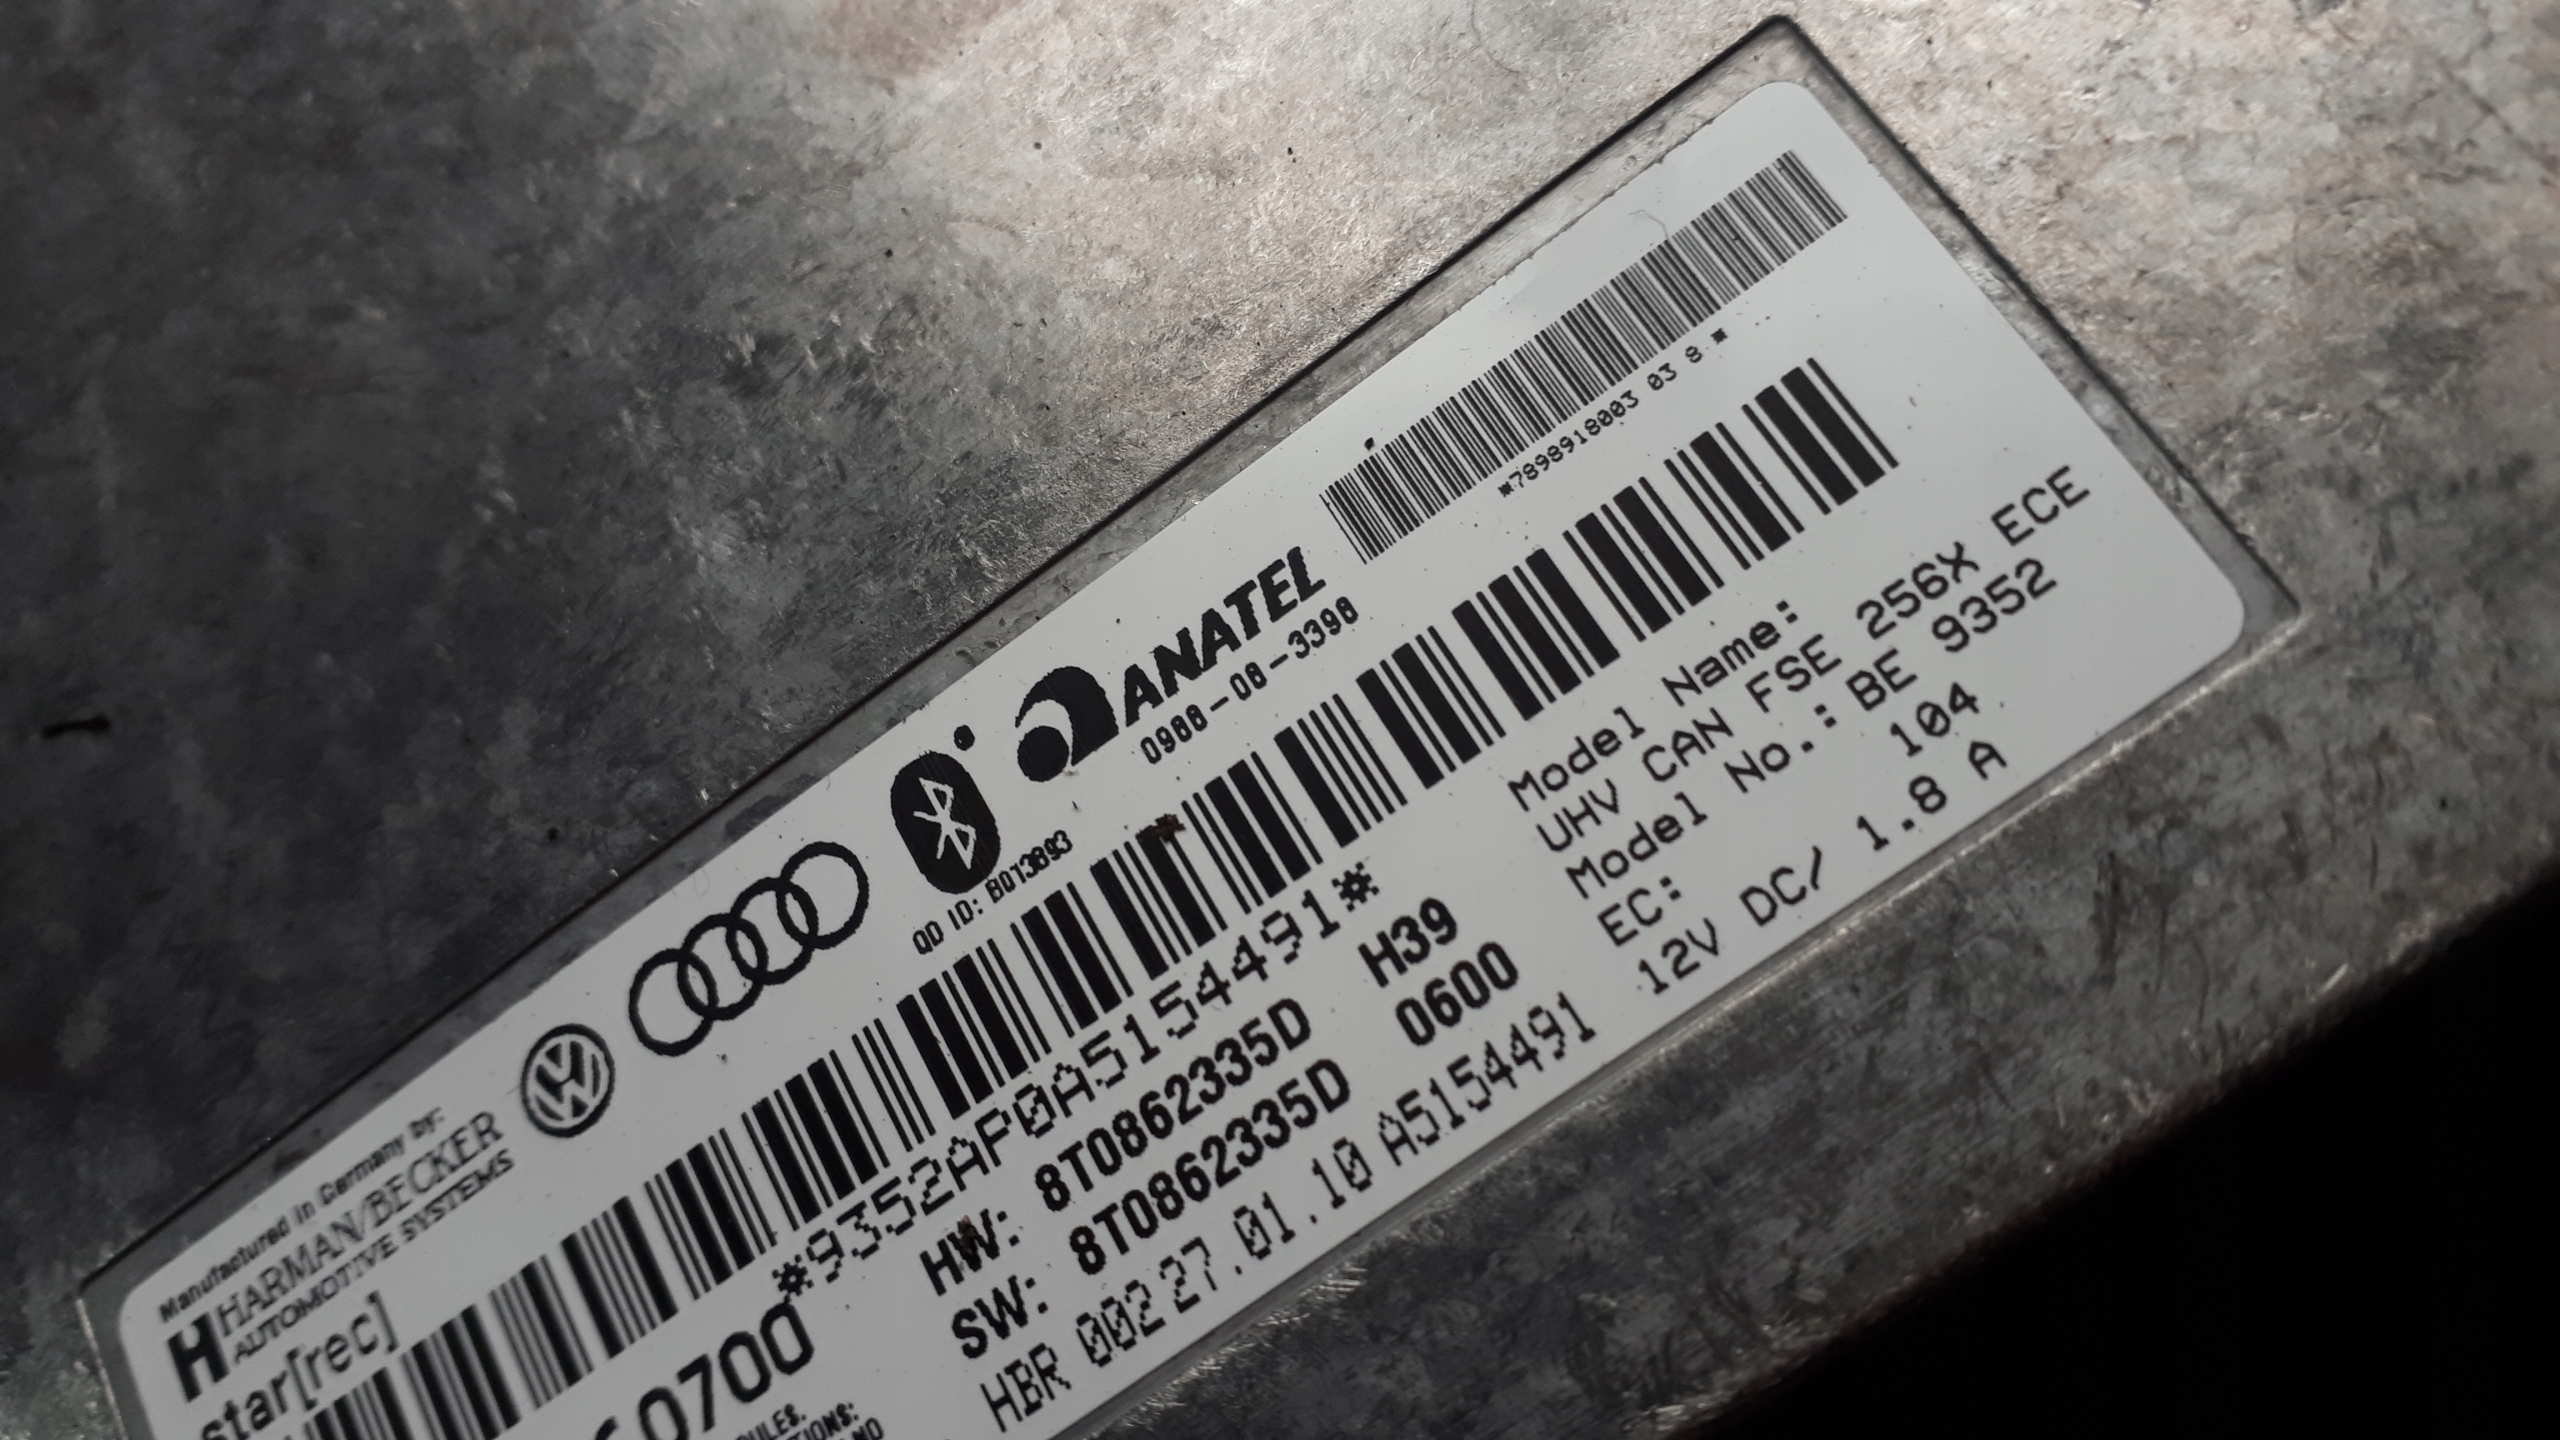 Manufactured in Germany by:
HARMAN/BECKER
AUTOMOTIVE SYSTEMS
star[rec]
QD ID: B013893
ANATEL
0988-08-3398
*7898918003 03 8 *
*9352AP0A5154491*
0700
HW: 8T0862335D H39
SW: 8T0862335D 0600
HBR 002 27.01.10 A5154491
Model Name:
UHV CAN FSE 256X ECE
Model No.: BE 9352
EC: 104
12V DC/ 1.8 A